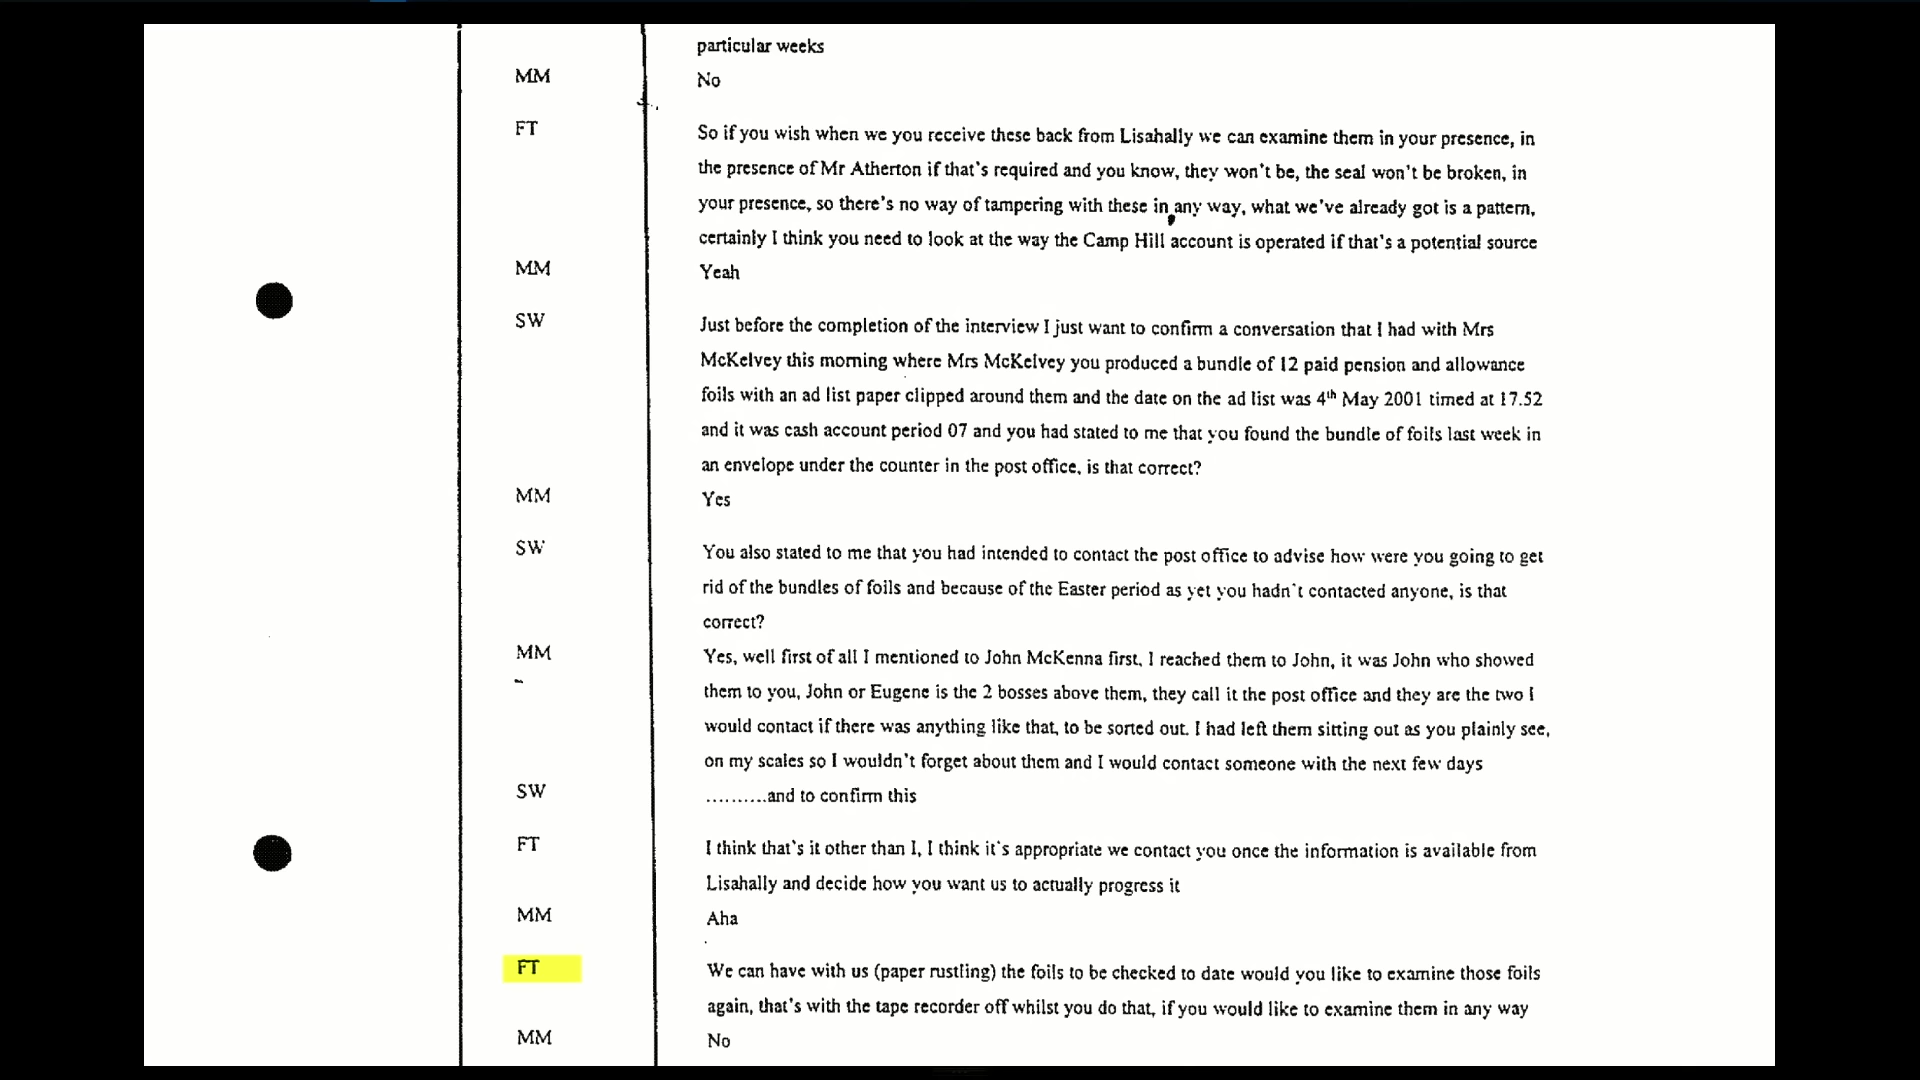 particular weeks
MM No
FT So if you wish when we you receive these back from Lisahally we can examine them in your presence, in
the presence of Mr Atherton if that's required and you know, they won't be, the seal won't be broken, in
your presence, so there's no way of tampering with these in any way, what we've already got is a pattern,
certainly I think you need to look at the way the Camp Hill account is operated if that's a potential source
MM Yeah
SW Just before the completion of the interview I just want to confirm a conversation that I had with Mrs
McKelvey this morning where Mrs McKelvey you produced a bundle of 12 paid pension and allowance
foils with an ad list paper clipped around them and the date on the ad list was 4th May 2001 timed at 17.52
and it was cash account period 07 and you had stated to me that you found the bundle of foils last week in
an envelope under the counter in the post office, is that correct?
MM Yes
SW You also stated to me that you had intended to contact the post office to advise how were you going to get
rid of the bundles of foils and because of the Easter period as yet you hadn't contacted anyone, is that
correct?
MM Yes, well first of all I mentioned to John McKenna first, I reached them to John, it was John who showed
them to you, John or Eugene is the 2 bosses above them, they call it the post office and they are the two I
would contact if there was anything like that, to be sorted out. I had left them sitting out as you plainly see,
on my scales so I wouldn't forget about them and I would contact someone with the next few days
SW ..........and to confirm this
FT I think that's it other than I, I think it's appropriate we contact you once the information is available from
Lisahally and decide how you want us to actually progress it
MM Aha
FT We can have with us (paper rustling) the foils to be checked to date would you like to examine those foils
again, that's with the tape recorder off whilst you do that, if you would like to examine them in any way
MM No